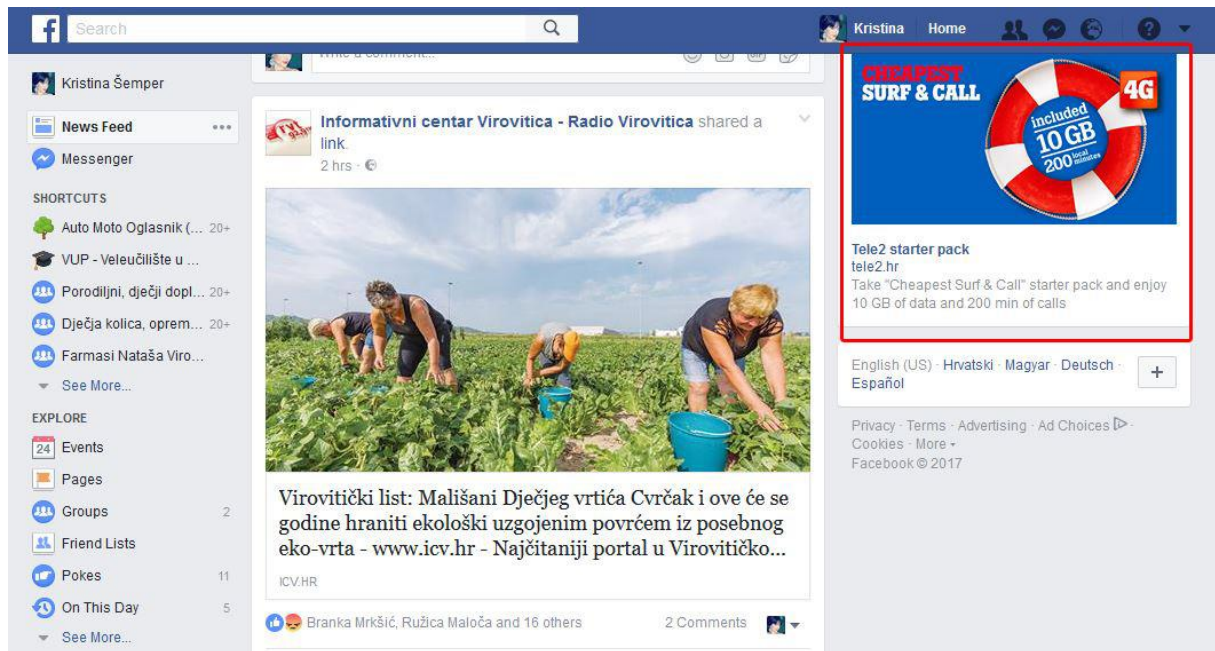 Search
Kristina
Home
Kristina Šemper
News Feed
Messenger
SHORTCUTS
Auto Moto Oglasnik (... 20+
VUP - Veleučilište u ...
Porodiljni, dječji dopl... 20+
Dječja kolica, oprem... 20+
Farmasi Nataša Viro...
See More...
EXPLORE
24 Events
Pages
Groups 2
Friend Lists
Pokes 11
On This Day 5
See More...
Write a comment...
Informativni centar Virovitica - Radio Virovitica shared a
link.
2 hrs ·
Virovitički list: Mališani Dječjeg vrtića Cvrčak i ove će se
godine hraniti ekološki uzgojenim povrćem iz posebnog
eko-vrta - www.icv.hr - Najčitaniji portal u Virovitičko...
ICV.HR
Branka Mrkšić, Ružica Maloča and 16 others
2 Comments
CHEAPEST
SURF & CALL
4G
included
10 GB
200 local
minutes
Tele2 starter pack
tele2.hr
Take "Cheapest Surf & Call" starter pack and enjoy
10 GB of data and 200 min of calls
English (US) · Hrvatski · Magyar · Deutsch ·
Español
Privacy · Terms · Advertising · Ad Choices ·
Cookies · More
Facebook © 2017